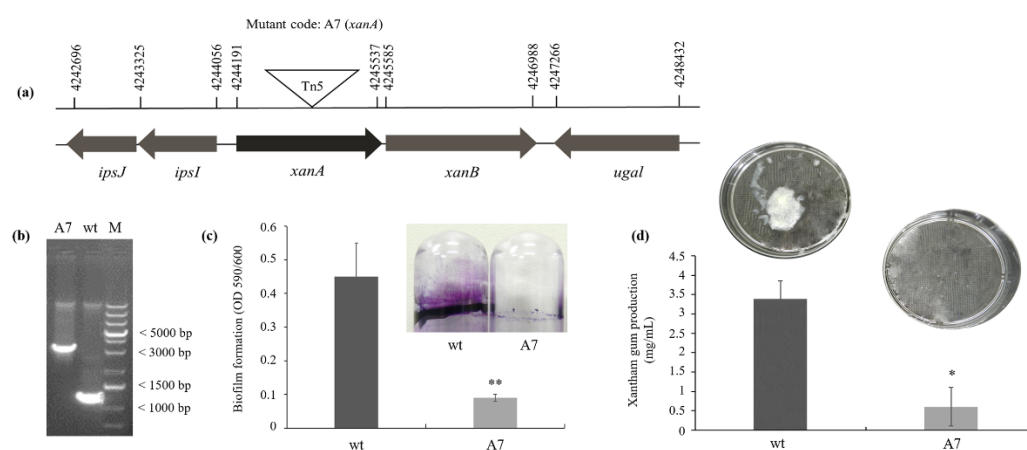 Mutant code: A7 (xanA)
4242696
4243325
4244056
4244191
4245537
4245585
4246988
4247266
4248432
(a)
Tn5
ipsJ
ipsI
xanA
xanB
ugal
(b)
A7 wt M
< 5000 bp
< 3000 bp
< 1500 bp
< 1000 bp
(c)
Biofilm formation (OD 590/600
0.6
0.5
0.4
0.3
0.2
0.1
0
**
wt
A7
wt
A7
(d)
Xantham gum production
(mg/mL)
4.5
4
3.5
3
2.5
2
1.5
1
0.5
0
*
wt
A7